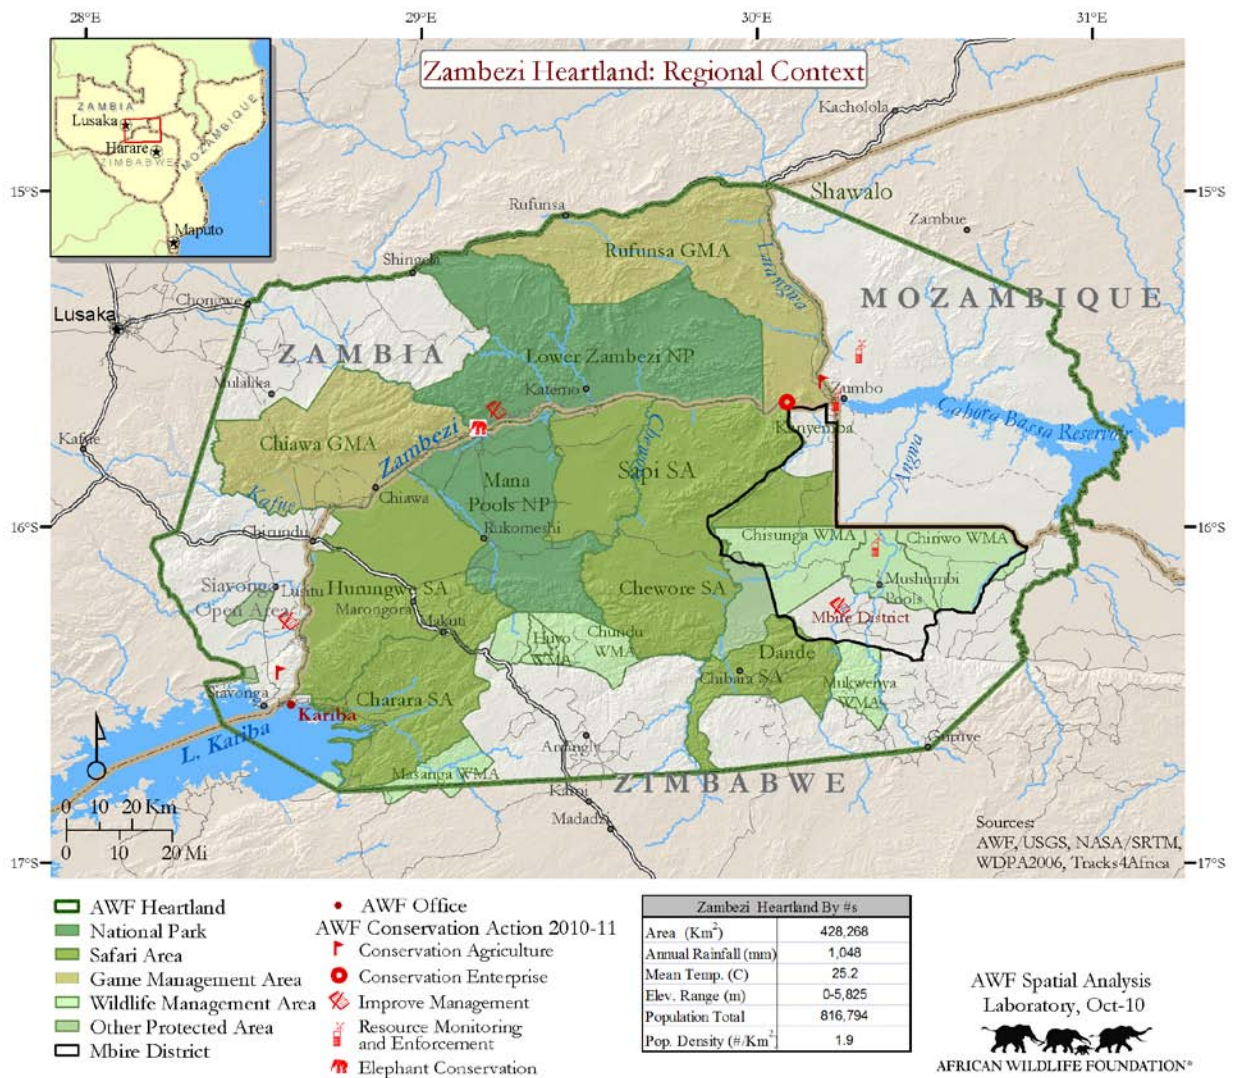 28°E
29°E
30°E
31°E
Zambezi Heartland: Regional Context
ZAMBIA
Lusaka
Harare
ZIMBABWE
MOZAMBIQUE
Maputo
Kacholola
15°S
15°S
Shawalo
Rufunsa
Zambue
Rufunsa GMA
Luangwa
Shingela
MOZAMBIQUE
Chongwe
Lusaka
ZAMBIA
Lower Zambezi NP
Mulalika
Katemo
Zumbo
Cahora Bassa Reservoir
Kanyemba
Kafue
Chiawa GMA
Zambezi
Chewore
Sapi SA
Mana
Pools NP
Chiawa
Kafue
Rukomeshi
Chirundu
16°S
16°S
Chisunga WMA
Chiriwo WMA
Siavonga
Open Area
Lusitu
Hurungwe SA
Marongora
Makuti
Chewore SA
Mushumbi
Pools
Mbire District
Huyo
WMA
Chundu
WMA
Dande
SA
Chibara
Mukwenya
WMA
Siavonga
Kariba
Charara SA
L. Kariba
Guruve
Masanga WMA
ZIMBABWE
Karoi
0 10 20 Km
0 10 20 Mi
Sources:
AWF, USGS, NASA/SRTM,
WDPA2006, Tracks4Africa
17°S
17°S
AWF Heartland
National Park
Safari Area
Game Management Area
Wildlife Management Area
Other Protected Area
Mbire District
AWF Office
AWF Conservation Action 2010-11
Conservation Agriculture
Conservation Enterprise
Improve Management
Resource Monitoring
and Enforcement
Elephant Conservation
Zambezi Heartland By #s
Area (Km²) 428,268
Annual Rainfall (mm) 1,048
Mean Temp. (C) 25.2
Elev. Range (m) 0-5,825
Population Total 816,794
Pop. Density (#/Km²) 1.9
AWF Spatial Analysis
Laboratory, Oct-10
AFRICAN WILDLIFE FOUNDATION®